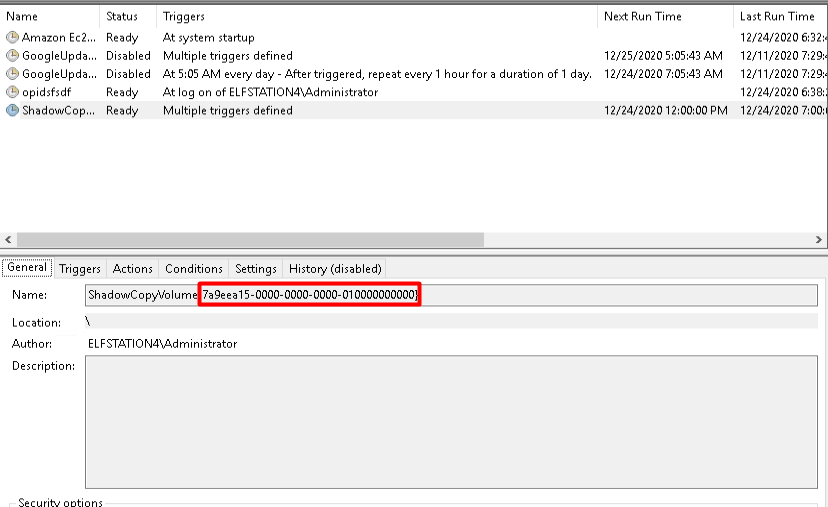 Name Status Triggers Next Run Time Last Run Time
Amazon Ec2... Ready At system startup 12/24/2020 6:32:4
GoogleUpda... Disabled Multiple triggers defined 12/25/2020 5:05:43 AM 12/11/2020 7:29:4
GoogleUpda... Disabled At 5:05 AM every day - After triggered, repeat every 1 hour for a duration of 1 day. 12/24/2020 7:05:43 AM 12/11/2020 7:29:4
opidsfsdf Ready At log on of ELFSTATION4\Administrator 12/24/2020 6:38:2
ShadowCop... Ready Multiple triggers defined 12/24/2020 12:00:00 PM 12/24/2020 7:00:0
General Triggers Actions Conditions Settings History (disabled)
Name: ShadowCopyVolume 7a9eea15-0000-0000-0000-010000000000}
Location: \
Author: ELFSTATION4\Administrator
Description:
Security options